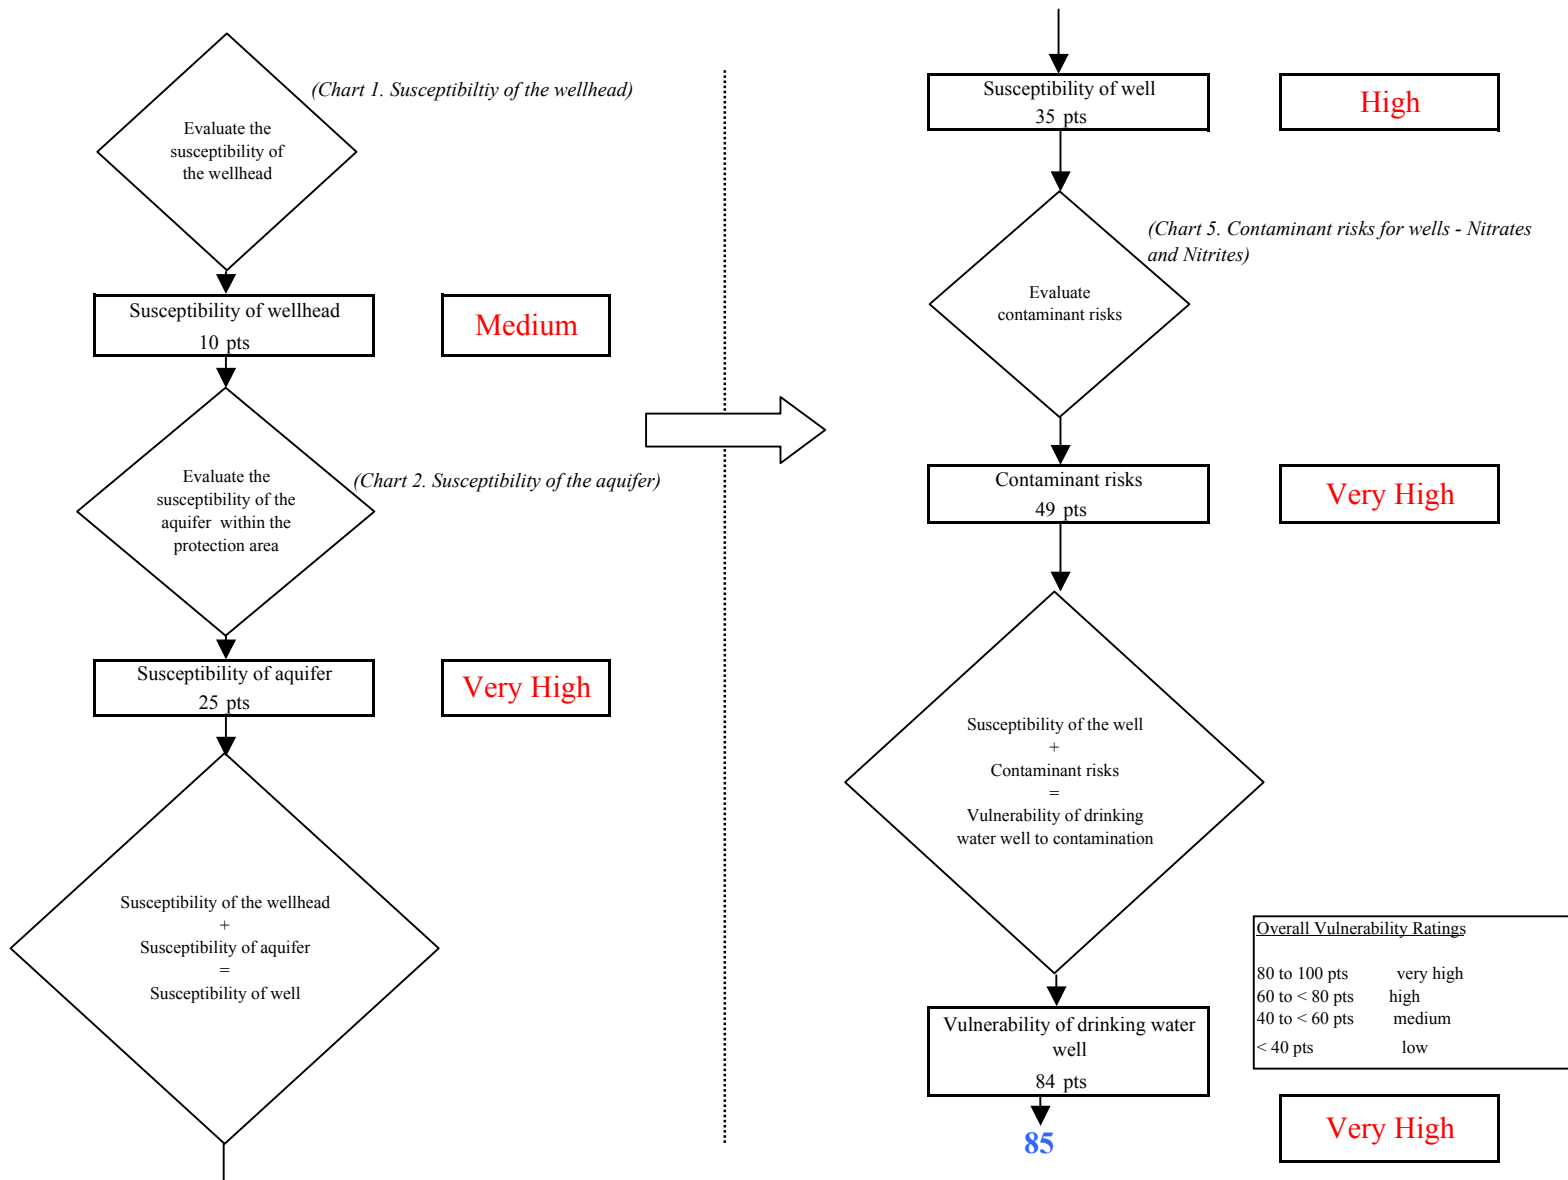 (Chart 1. Susceptibiltiy of the wellhead)
Evaluate the
susceptibility of
the wellhead
Susceptibility of wellhead
10 pts
Medium
(Chart 2. Susceptibility of the aquifer)
Evaluate the
susceptibility of the
aquifer within the
protection area
Susceptibility of aquifer
25 pts
Very High
Susceptibility of the wellhead
+
Susceptibility of aquifer
=
Susceptibility of well
Susceptibility of well
35 pts
High
(Chart 5. Contaminant risks for wells - Nitrates
and Nitrites)
Evaluate
contaminant risks
Contaminant risks
49 pts
Very High
Susceptibility of the well
+
Contaminant risks
=
Vulnerability of drinking
water well to contamination
Overall Vulnerability Ratings
80 to 100 pts very high
60 to < 80 pts high
40 to < 60 pts medium
< 40 pts low
Vulnerability of drinking water
well
84 pts
85
Very High